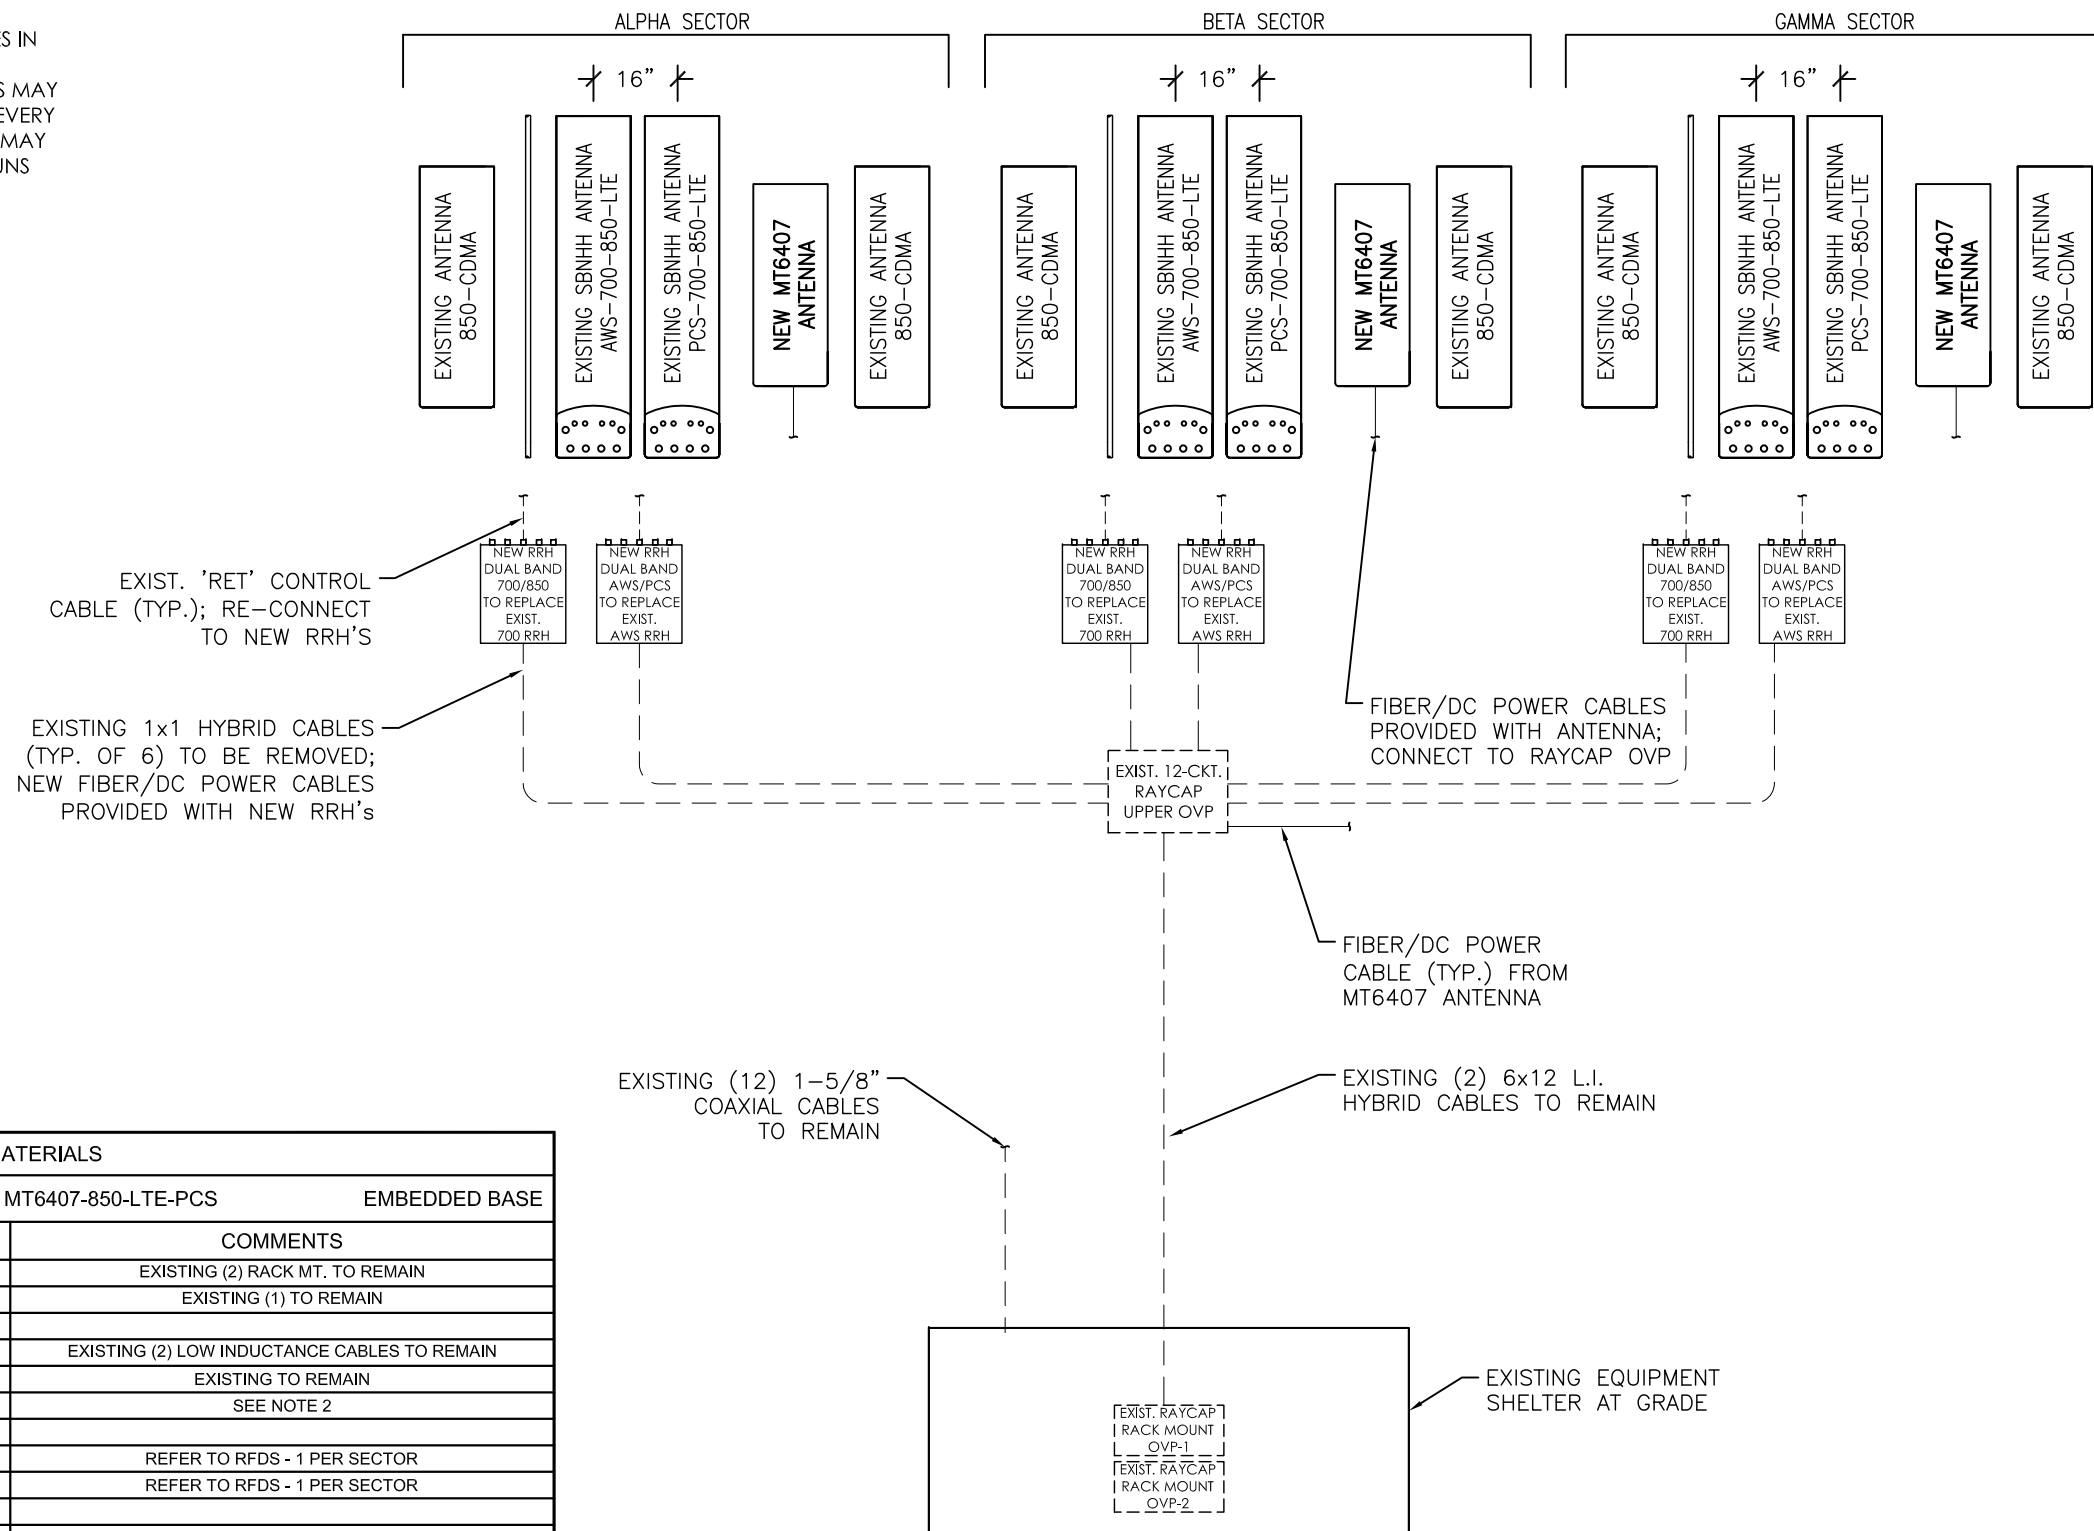 ES IN
S MAY
EVERY
MAY
UNS
ALPHA SECTOR
16”
EXISTING ANTENNA
850-CDMA
EXISTING SBNHH ANTENNA
AWS-700-850-LTE
EXISTING SBNHH ANTENNA
PCS-700-850-LTE
NEW MT6407
ANTENNA
EXISTING ANTENNA
850-CDMA
BETA SECTOR
16”
EXISTING ANTENNA
850-CDMA
EXISTING SBNHH ANTENNA
AWS-700-850-LTE
EXISTING SBNHH ANTENNA
PCS-700-850-LTE
NEW MT6407
ANTENNA
EXISTING ANTENNA
850-CDMA
GAMMA SECTOR
16”
EXISTING ANTENNA
850-CDMA
EXISTING SBNHH ANTENNA
AWS-700-850-LTE
EXISTING SBNHH ANTENNA
PCS-700-850-LTE
NEW MT6407
ANTENNA
EXISTING ANTENNA
850-CDMA
EXIST. 'RET' CONTROL
CABLE (TYP.); RE-CONNECT
TO NEW RRH'S
NEW RRH
DUAL BAND
700/850
TO REPLACE
EXIST.
700 RRH
NEW RRH
DUAL BAND
AWS/PCS
TO REPLACE
EXIST.
AWS RRH
NEW RRH
DUAL BAND
700/850
TO REPLACE
EXIST.
700 RRH
NEW RRH
DUAL BAND
AWS/PCS
TO REPLACE
EXIST.
AWS RRH
NEW RRH
DUAL BAND
700/850
TO REPLACE
EXIST.
700 RRH
NEW RRH
DUAL BAND
AWS/PCS
TO REPLACE
EXIST.
AWS RRH
EXISTING 1x1 HYBRID CABLES
(TYP. OF 6) TO BE REMOVED;
NEW FIBER/DC POWER CABLES
PROVIDED WITH NEW RRH's
FIBER/DC POWER CABLES
PROVIDED WITH ANTENNA;
CONNECT TO RAYCAP OVP
EXIST. 12-CKT.
RAYCAP
UPPER OVP
FIBER/DC POWER
CABLE (TYP.) FROM
MT6407 ANTENNA
EXISTING (12) 1-5/8”
COAXIAL CABLES
TO REMAIN
EXISTING (2) 6x12 L.I.
HYBRID CABLES TO REMAIN
EXISTING EQUIPMENT
SHELTER AT GRADE
EXIST. RAYCAP
RACK MOUNT
OVP-1
EXIST. RAYCAP
RACK MOUNT
OVP-2
ATERIALS
MT6407-850-LTE-PCS EMBEDDED BASE
COMMENTS
EXISTING (2) RACK MT. TO REMAIN
EXISTING (1) TO REMAIN
EXISTING (2) LOW INDUCTANCE CABLES TO REMAIN
EXISTING TO REMAIN
SEE NOTE 2
REFER TO RFDS - 1 PER SECTOR
REFER TO RFDS - 1 PER SECTOR